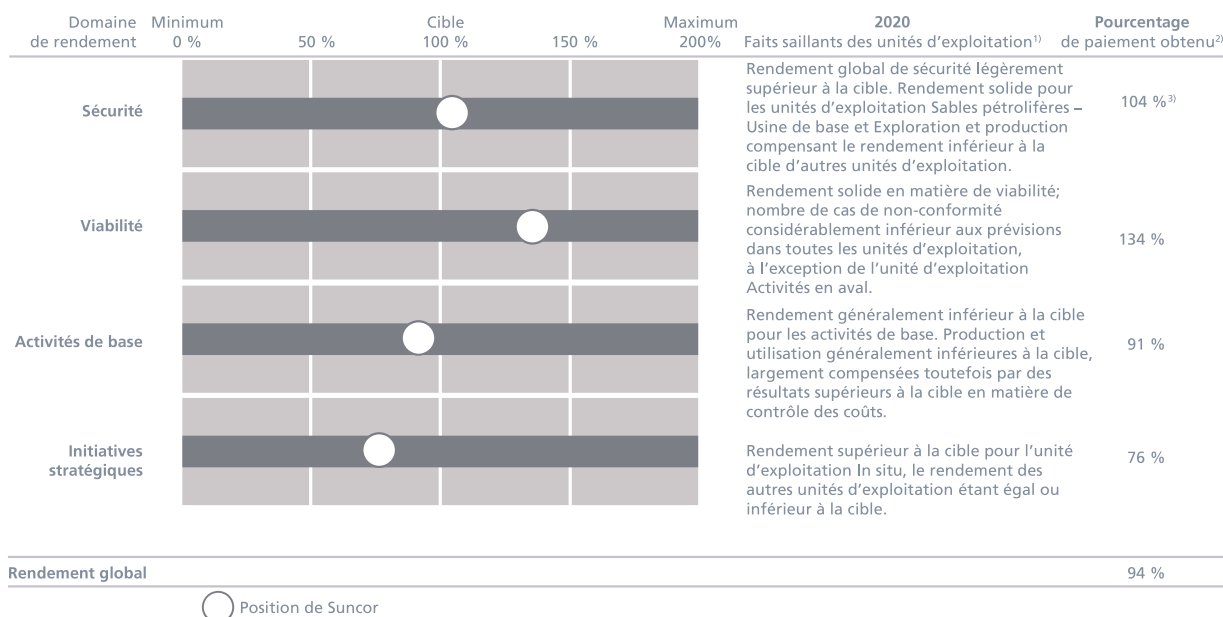 Domaine Minimum Cible Maximum 2020 Pourcentage
de rendement 0 % 50 % 100 % 150 % 200% Faits saillants des unités d’exploitation1) de paiement obtenu2)
Rendement global de sécurité légèrement
supérieur à la cible. Rendement solide pour
Sécurité les unités d’exploitation Sables pétrolifères – 104 %3)
Usine de base et Exploration et production
compensant le rendement inférieur à la
cible d’autres unités d’exploitation.
Rendement solide en matière de viabilité;
nombre de cas de non-conformité
Viabilité considérablement inférieur aux prévisions 134 %
dans toutes les unités d’exploitation,
à l’exception de l’unité d’exploitation
Activités en aval.
Rendement généralement inférieur à la cible
pour les activités de base. Production et
Activités de base utilisation généralement inférieures à la cible, 91 %
largement compensées toutefois par des
résultats supérieurs à la cible en matière de
contrôle des coûts.
Initiatives Rendement supérieur à la cible pour l’unité 76 %
stratégiques d’exploitation In situ, le rendement des
autres unités d’exploitation étant égal ou
inférieur à la cible.
Rendement global 94 %
Position de Suncor